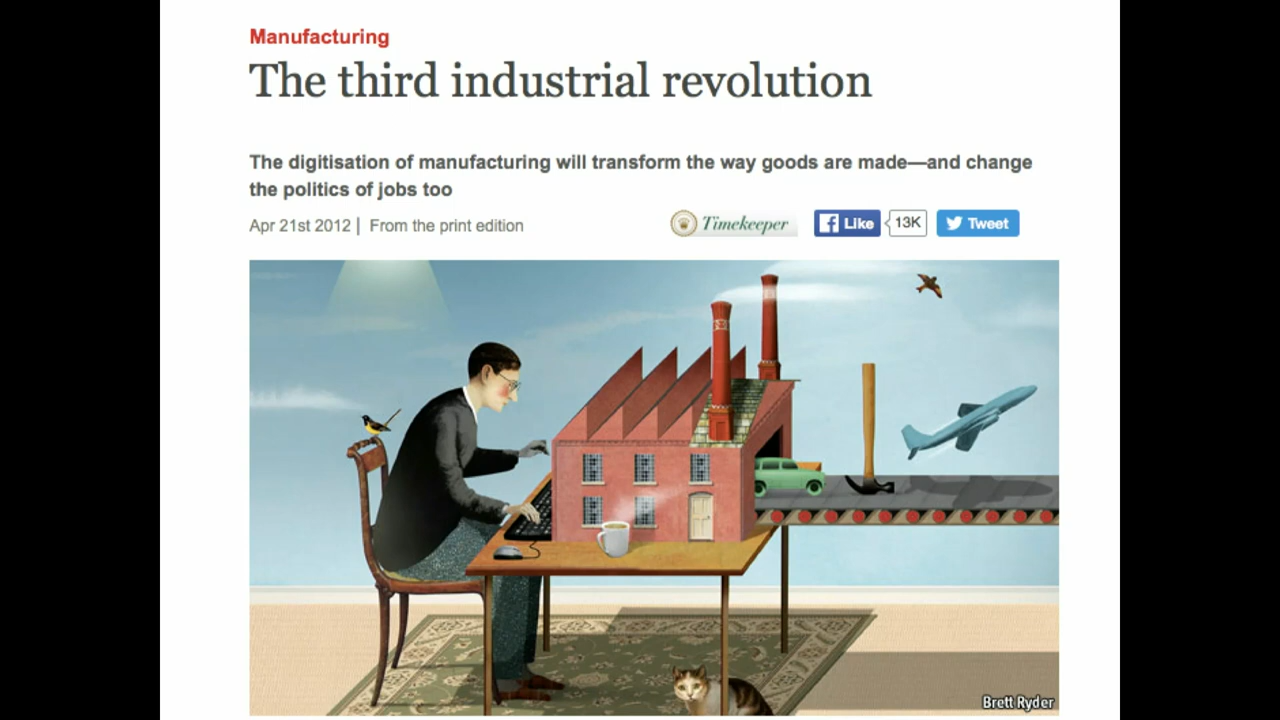 Manufacturing
The third industrial revolution
The digitisation of manufacturing will transform the way goods are made—and change
the politics of jobs too
Apr 21st 2012 | From the print edition
Timekeeper
Like
13K
Tweet
Brett Ryder